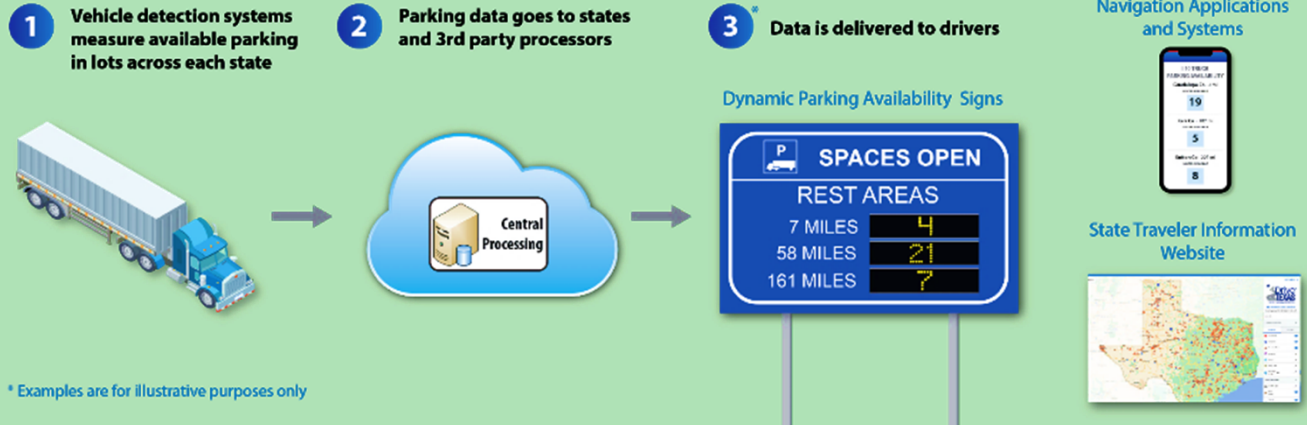 1
Vehicle detection systems
measure available parking
in lots across each state
2
Parking data goes to states
and 3rd party processors
3
*
Data is delivered to drivers
Dynamic Parking Availability Signs
P
SPACES OPEN
REST AREAS
7 MILES 4
58 MILES 21
161 MILES 7
Central
Processing
Navigation Applications
and Systems
PARKING AVAILABILITY
19
5
8
State Traveler Information
Website
TEXAS
* Examples are for illustrative purposes only